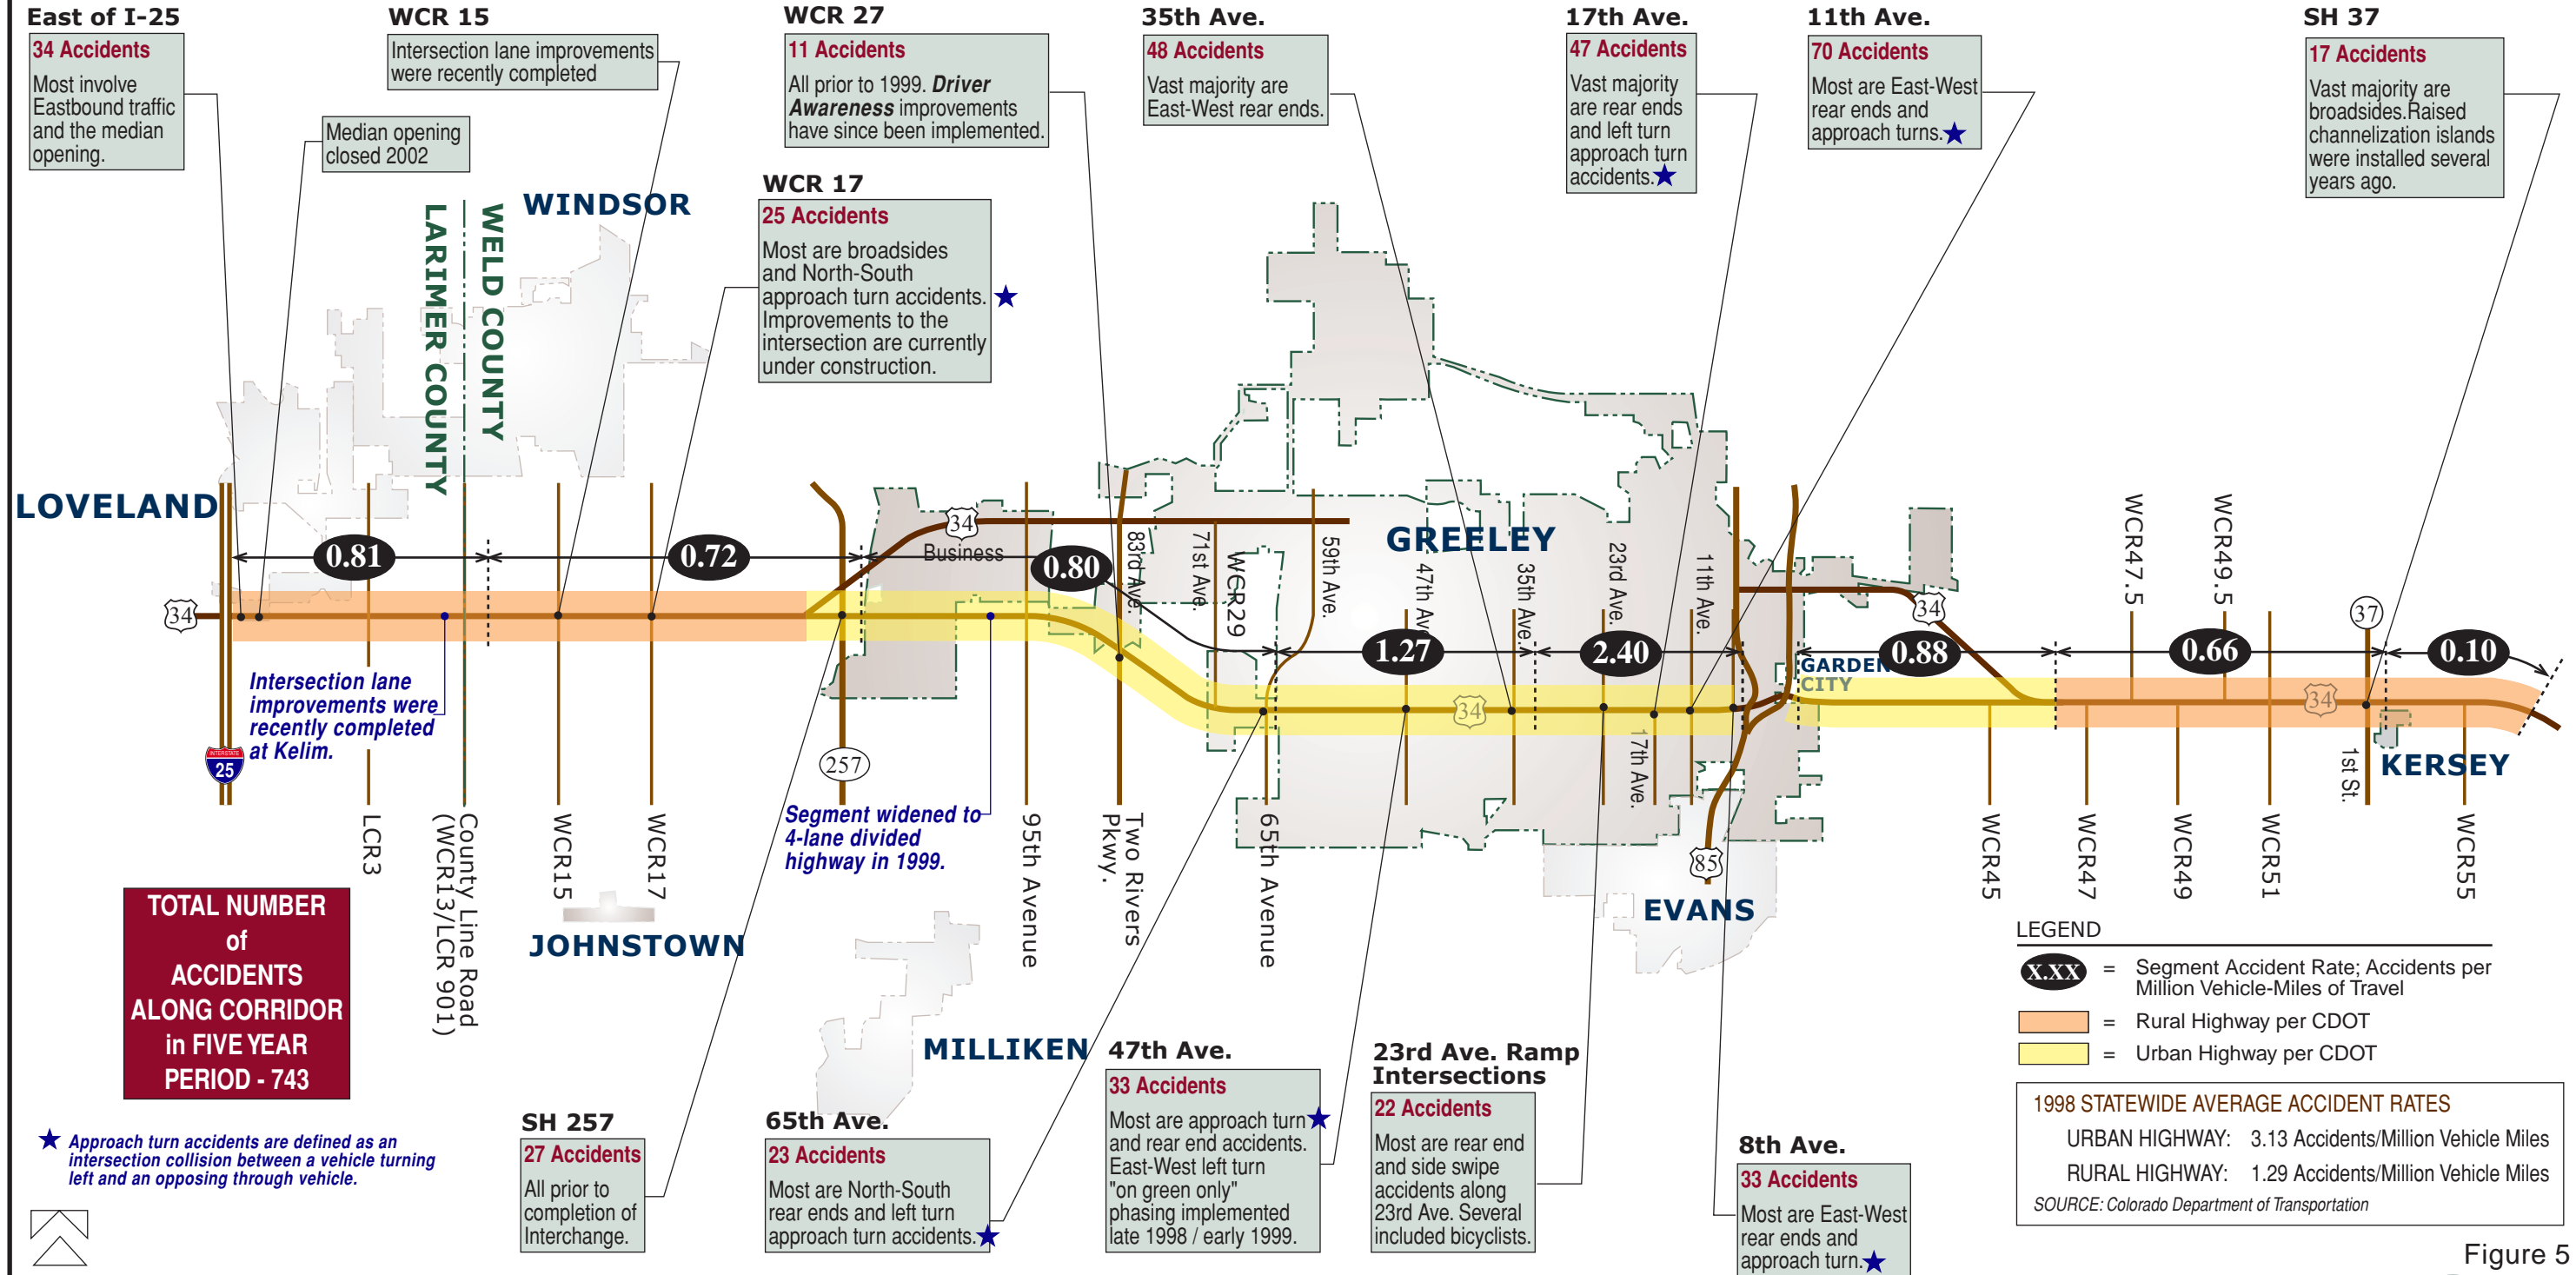 East of I-25
34 Accidents
Most involve
Eastbound traffic
and the median
opening.
Median opening
closed 2002
WCR 15
Intersection lane improvements
were recently completed
WCR 27
11 Accidents
All prior to 1999. Driver
Awareness improvements
have since been implemented.
WCR 17
25 Accidents
Most are broadsides
and North-South
approach turn accidents.
Improvements to the
intersection are currently
under construction.
35th Ave.
48 Accidents
Vast majority are
East-West rear ends.
17th Ave.
47 Accidents
Vast majority
are rear ends
and left turn
approach turn
accidents.
11th Ave.
70 Accidents
Most are East-West
rear ends and
approach turns.
SH 37
17 Accidents
Vast majority are
broadsides.Raised
channelization islands
were installed several
years ago.
LARIMER COUNTY
WELD COUNTY
WINDSOR
LOVELAND
GREELEY
GARDEN
CITY
KERSEY
EVANS
JOHNSTOWN
MILLIKEN
0.81
0.72
0.80
1.27
2.40
0.88
0.66
0.10
34
34
Business
34
34
34
INTERSTATE
25
257
85
37
83rd Ave.
71st Ave.
WCR29
59th Ave.
47th Ave
35th Ave.
23rd Ave.
11th Ave.
17th Ave.
WCR47.5
WCR49.5
1st St.
Intersection lane
improvements were
recently completed
at Kelim.
Segment widened to
4-lane divided
highway in 1999.
LCR3
County Line Road
(WCR13/LCR 901)
WCR15
WCR17
95th Avenue
Two Rivers
Pkwy.
65th Avenue
WCR45
WCR47
WCR49
WCR51
WCR55
TOTAL NUMBER
of
ACCIDENTS
ALONG CORRIDOR
in FIVE YEAR
PERIOD - 743
Approach turn accidents are defined as an
intersection collision between a vehicle turning
left and an opposing through vehicle.
SH 257
27 Accidents
All prior to
completion of
Interchange.
65th Ave.
23 Accidents
Most are North-South
rear ends and left turn
approach turn accidents.
47th Ave.
33 Accidents
Most are approach turn
and rear end accidents.
East-West left turn
"on green only"
phasing implemented
late 1998 / early 1999.
23rd Ave. Ramp
Intersections
22 Accidents
Most are rear end
and side swipe
accidents along
23rd Ave. Several
included bicyclists.
8th Ave.
33 Accidents
Most are East-West
rear ends and
approach turn.
LEGEND
X.XX = Segment Accident Rate; Accidents per
Million Vehicle-Miles of Travel
= Rural Highway per CDOT
= Urban Highway per CDOT
1998 STATEWIDE AVERAGE ACCIDENT RATES
URBAN HIGHWAY: 3.13 Accidents/Million Vehicle Miles
RURAL HIGHWAY: 1.29 Accidents/Million Vehicle Miles
SOURCE: Colorado Department of Transportation
Figure 5